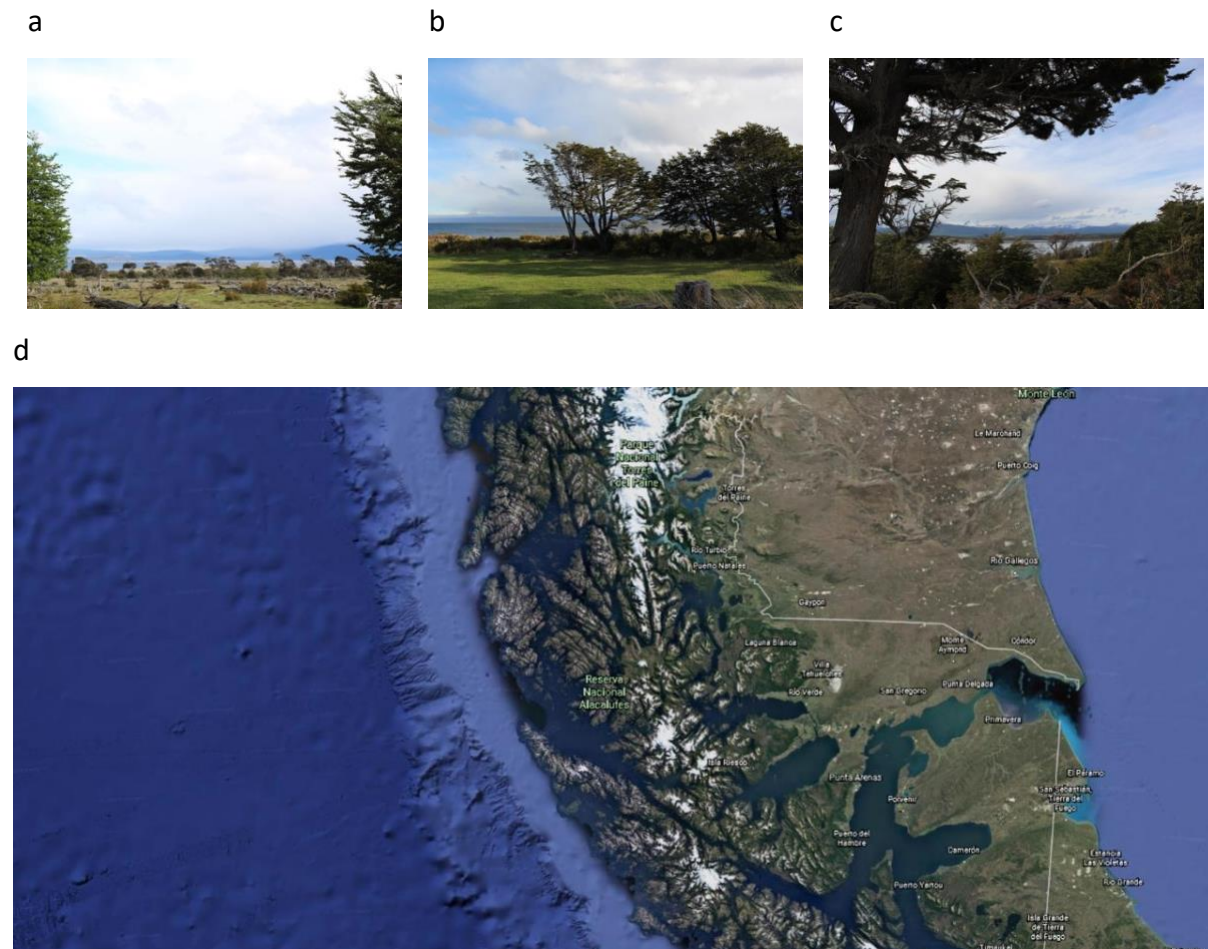 a
b
c
d
Monte León
Le Marchand
Parque
Nacional
Torres
del Paine
Puerto Coig
Torres
del Paine
Río Turbio
Puerto Natales
Río Gallegos
Gaypon
Laguna Blanca
Monte
Aymond
Cóndor
Villa
Tehuelches
Reserva
Nacional
Alacalufes
Río Verde
San Gregorio
Punta Delgada
Primavera
Isla Riesco
Punta Arenas
El Páramo
San Sebastián,
Tierra del
Fuego
Porvenir
Puerto del
Hambre
Camerón
Estancia
Las Violetas
Puerto Yartou
Río Grande
Isla Grande
de Tierra
del Fuego
Timaukel